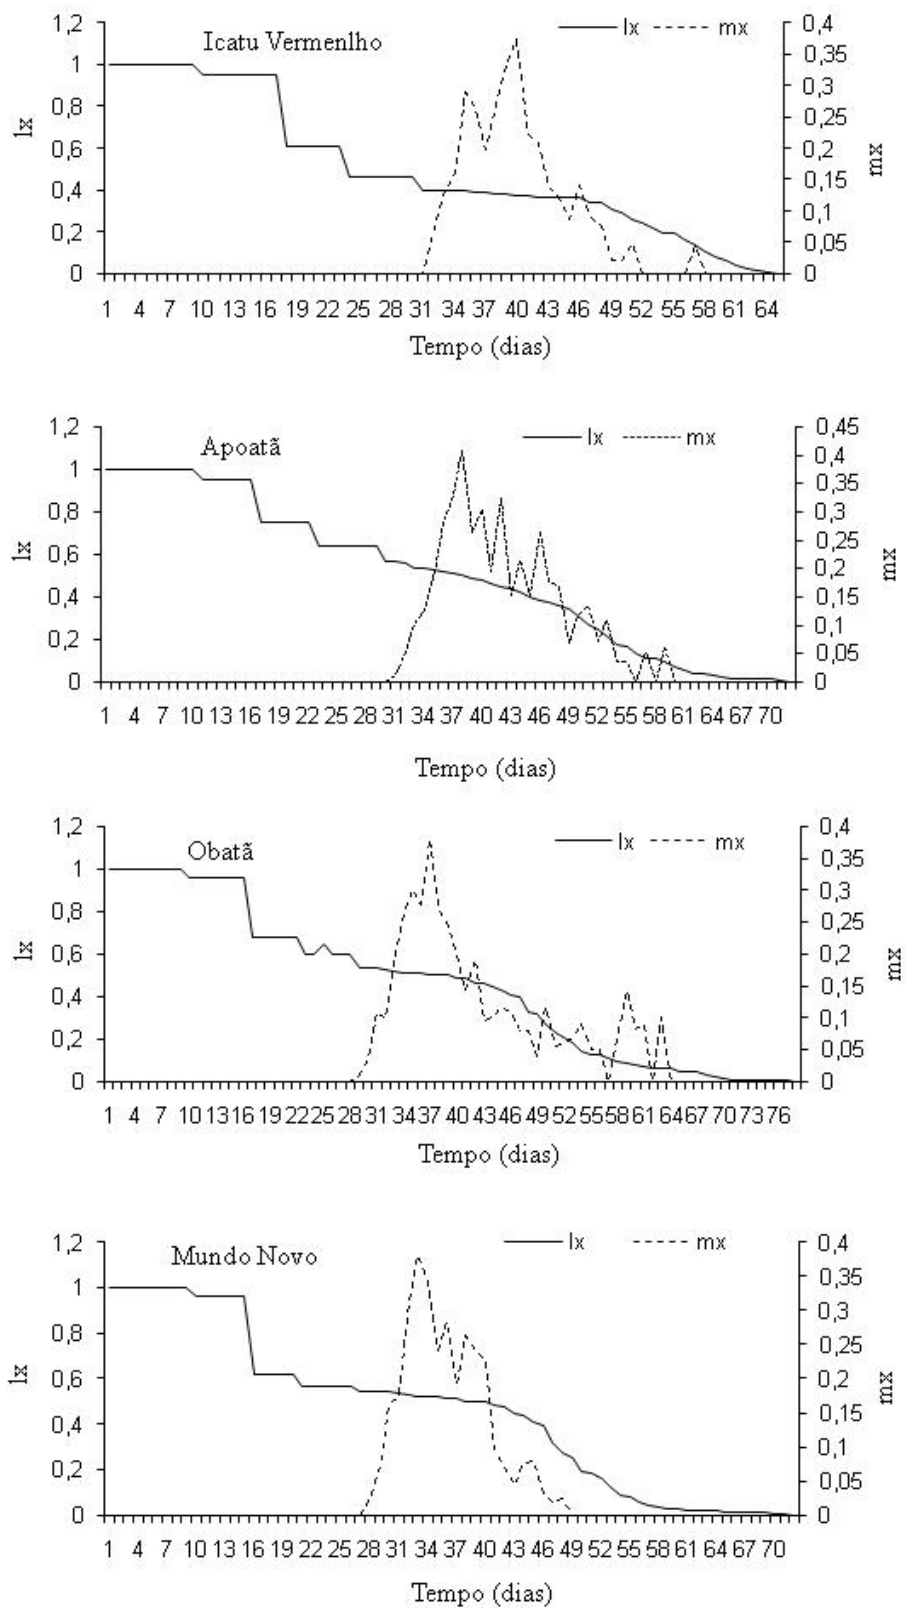 1,2
1
0,8
0,6
0,4
0,2
0
lx
Icatu Vermenlho
lx mx
0,4
0,35
0,3
0,25
0,2
0,15
0,1
0,05
0
mx
1 4 7 10 13 16 19 22 25 28 31 34 37 40 43 46 49 52 55 58 61 64
Tempo (dias)
1,2
1
0,8
0,6
0,4
0,2
0
lx
Apoatã
lx mx
0,45
0,4
0,35
0,3
0,25
0,2
0,15
0,1
0,05
0
mx
1 4 7 10 13 16 19 22 25 28 31 34 37 40 43 46 49 52 55 58 61 64 67 70
Tempo (dias)
1,2
1
0,8
0,6
0,4
0,2
0
lx
Obatã
lx mx
0,4
0,35
0,3
0,25
0,2
0,15
0,1
0,05
0
mx
1 4 7 10 13 16 19 22 25 28 31 34 37 40 43 46 49 52 55 58 61 64 67 70 73 76
Tempo (dias)
1,2
1
0,8
0,6
0,4
0,2
0
lx
Mundo Novo
lx mx
0,4
0,35
0,3
0,25
0,2
0,15
0,1
0,05
0
mx
1 4 7 10 13 16 19 22 25 28 31 34 37 40 43 46 49 52 55 58 61 64 67 70
Tempo (dias)